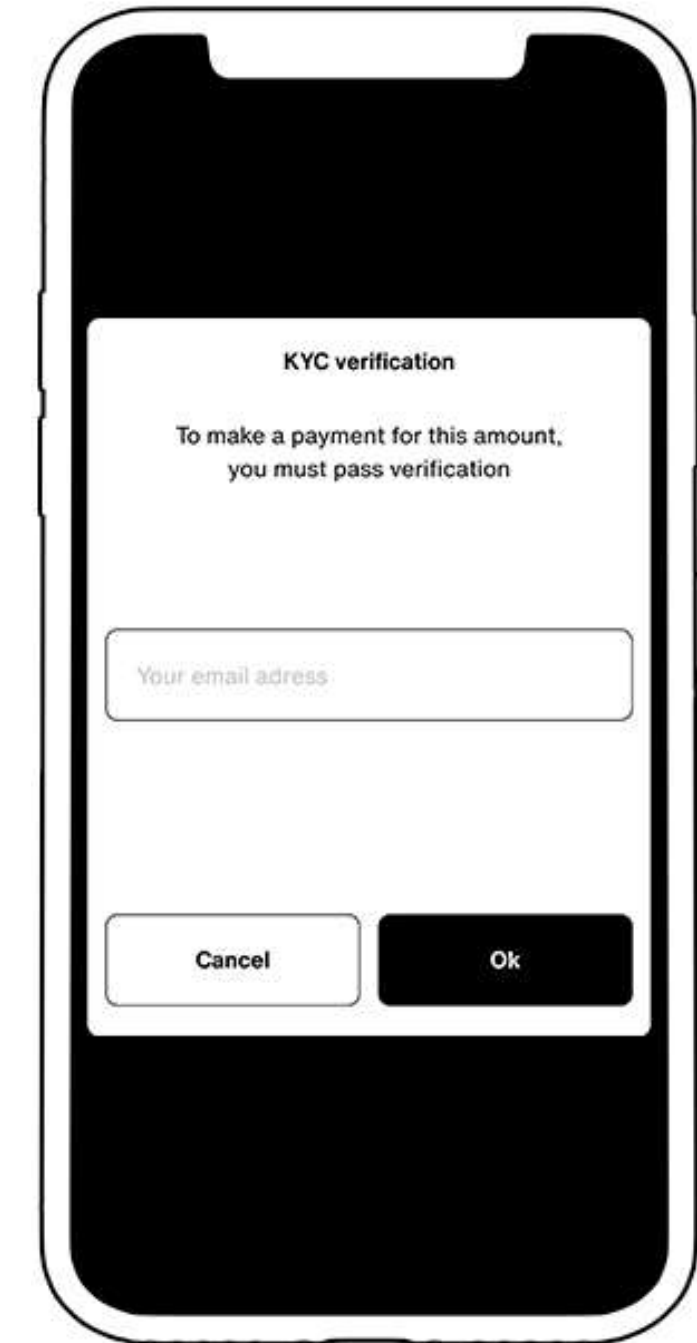 KYC verification
To make a payment for this amount,
you must pass verification
Your email adress
Cancel
Ok